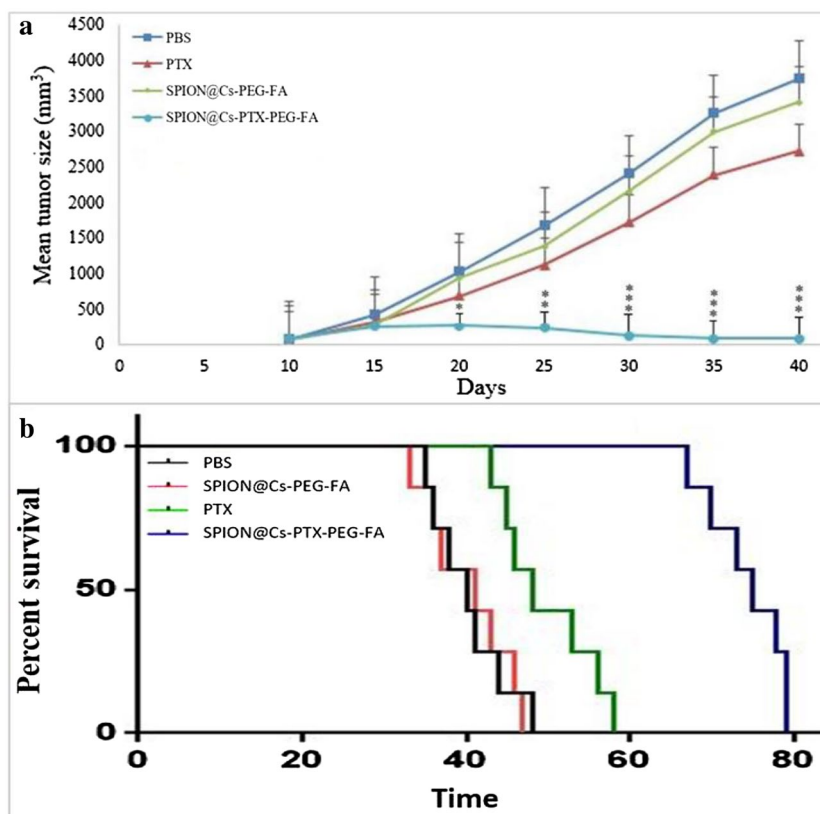 a
4500
4000
3500
3000
2500
2000
1500
1000
500
0
Mean tumor size (mm³)
PBS
PTX
SPION@Cs-PEG-FA
SPION@Cs-PTX-PEG-FA
* ** *** *** ***
0 5 10 15 20 25 30 35 40
Days
b
100
50
0
Percent survival
PBS
SPION@Cs-PEG-FA
PTX
SPION@Cs-PTX-PEG-FA
0 20 40 60 80
Time